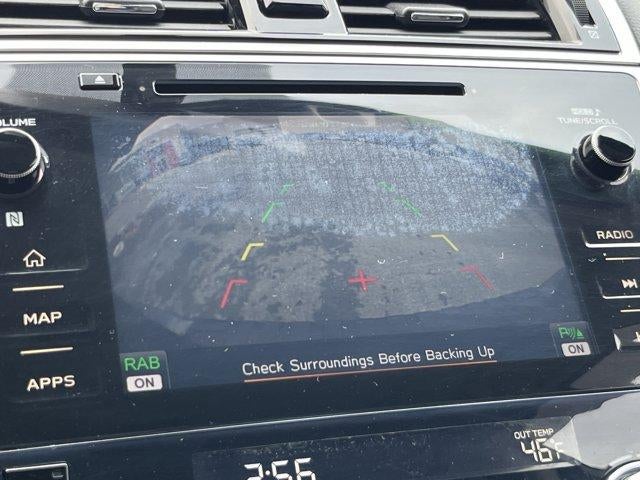 VOLUME
TUNE/SCROLL
N
RADIO
MAP
RAB
ON
P
ON
Check Surroundings Before Backing Up
APPS
OUT TEMP
2:56
46°F